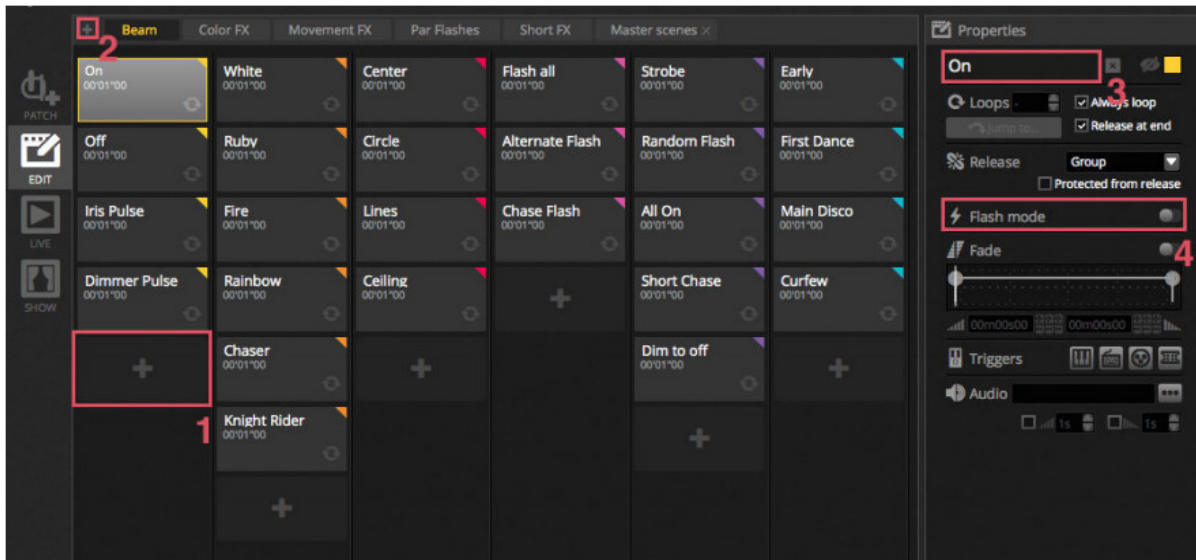 Beam Color FX Movement FX Par Flashes Short FX Master scenes ×
2
PATCH
EDIT
LIVE
SHOW
On White Center Flash all Strobe Early
00'01"00 00'01"00 00'01"00 00'01"00 00'01"00 00'01"00
Off Ruby Circle Alternate Flash Random Flash First Dance
00'01"00 00'01"00 00'01"00 00'01"00 00'01"00 00'01"00
Iris Pulse Fire Lines Chase Flash All On Main Disco
00'01"00 00'01"00 00'01"00 00'01"00 00'01"00 00'01"00
Dimmer Pulse Rainbow Ceiling Short Chase Curfew
00'01"00 00'01"00 00'01"00 00'01"00 00'01"00
Chaser Dim to off
00'01"00 00'01"00
1
Knight Rider
00'01"00
Properties
On
3
Loops - Always loop
Jump to... Release at end
Release Group
Protected from release
Flash mode
4
Fade
00m00s00 00m00s00
Triggers
Audio
1s 1s